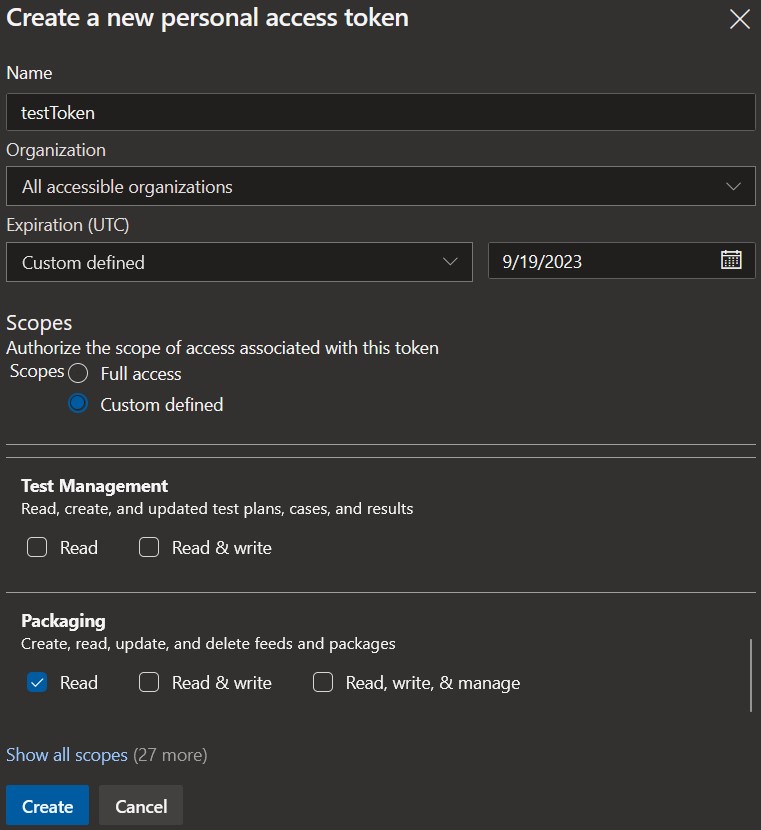 Create a new personal access token
Name
testToken
Organization
All accessible organizations
Expiration (UTC)
Custom defined
9/19/2023
Scopes
Authorize the scope of access associated with this token
Scopes Full access
Custom defined
Test Management
Read, create, and updated test plans, cases, and results
Read Read & write
Packaging
Create, read, update, and delete feeds and packages
Read Read & write Read, write, & manage
Show all scopes (27 more)
Create Cancel